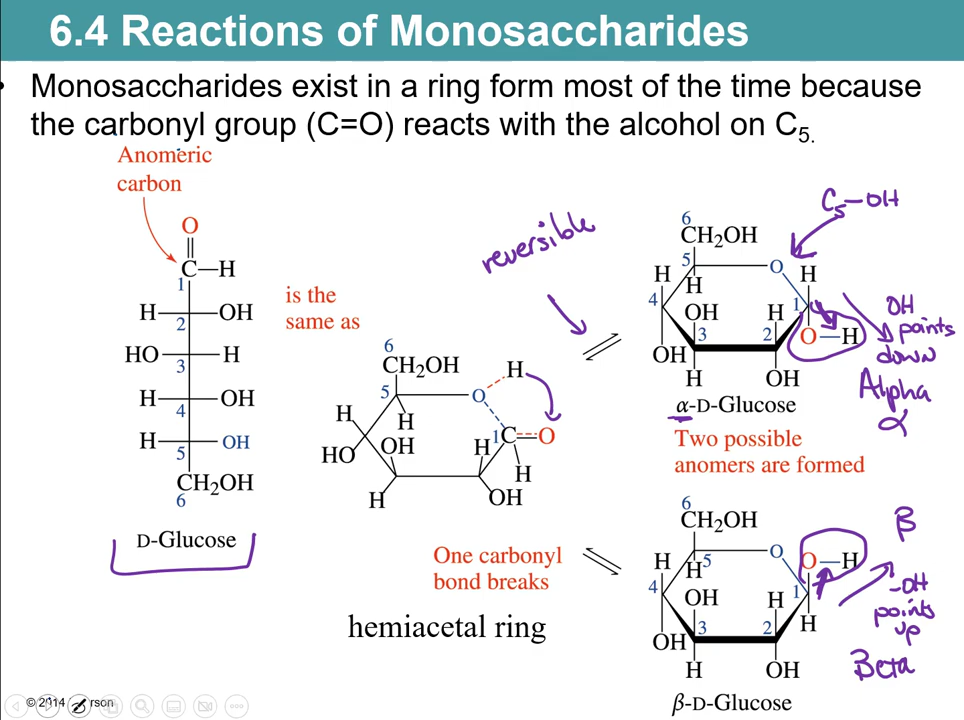 6.4 Reactions of Monosaccharides
• Monosaccharides exist in a ring form most of the time because
the carbonyl group (C=O) reacts with the alcohol on C5.
Anomeric
carbon
O
C—H
1
H OH
2
HO H
3
H OH
4
H OH
5
CH2OH
6
D-Glucose
is the
same as
reversible
6
CH2OH H
5 O
H H 1C=O
HO OH H H
H OH
One carbonyl
bond breaks
hemiacetal ring
C5—OH
6
CH2OH
5 O H
H H
4 OH H 1
3 2 O—H
OH
H OH
α-D-Glucose
OH
points
down
Alpha
α
Two possible
anomers are formed
6
CH2OH
O O—H
H H 5
4 OH H 1
3 2 H
OH
H OH
β-D-Glucose
β
-OH
points
up
Beta
© 2014 rson